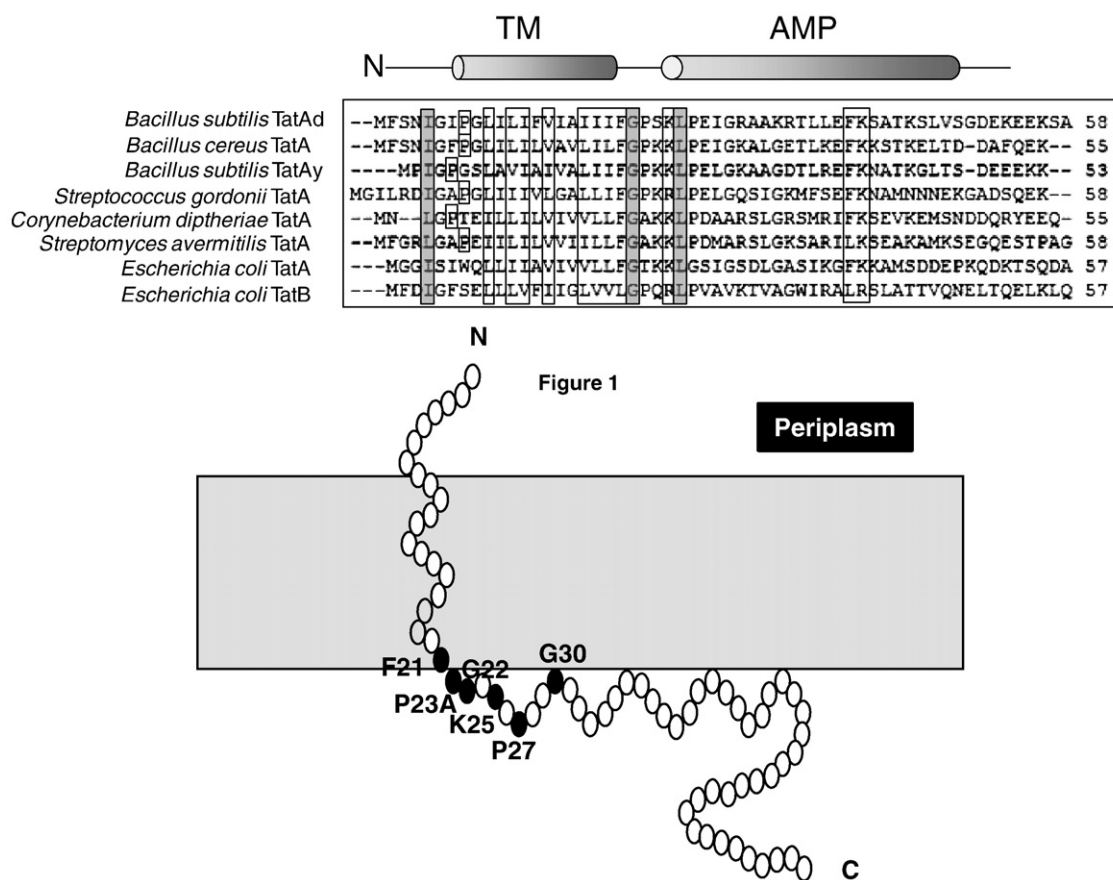 TM AMP
N
Bacillus subtilis TatAd --MFSNIGIPGLILIFVIAIIIFGPSKLPEIGRAAKRTLLEFKSATKSLVSGDEKEEKSA 58
Bacillus cereus TatA --MFSNIGFPGLILILVAVLILFGPKKLPEIGKALGETLKEFKKSTKELTD-DAFQEK-- 55
Bacillus subtilis TatAy ----MPIGPGSLAVIAIVALIIFGPKKLPELGKAAGDTLREFKNATKGLTS-DEEEKK-- 53
Streptococcus gordonii TatA MGILRDIGAPGLIIIVLGALLIFGPKRLPELGQSIGKMFSEFKNAMNNNEKGADSQEK-- 58
Corynebacterium diptheriae TatA --MN--LGPTEILLILVIVVLLFGAKKLPDAARSLGRSMRIFKSEVKEMSNDDQRYEEQ- 55
Streptomyces avermitilis TatA --MFGRLGAPEIILILVVIILLFGAKKLPDMARSLGKSARILKSEAKAMKSEGQESTPAG 58
Escherichia coli TatA ---MGGISIWQLLIIAVIVVLLFGTKKLGSIGSDLGASIKGFKKAMSDDEPKQDKTSQDA 57
Escherichia coli TatB ---MFDIGFSELLLVFIIGLVVLGPQRLPVAVKTVAGWIRALRSLATTVQNELTQELKLQ 57
N
Figure 1
Periplasm
F21 G22 G30
P23A
K25
P27
C